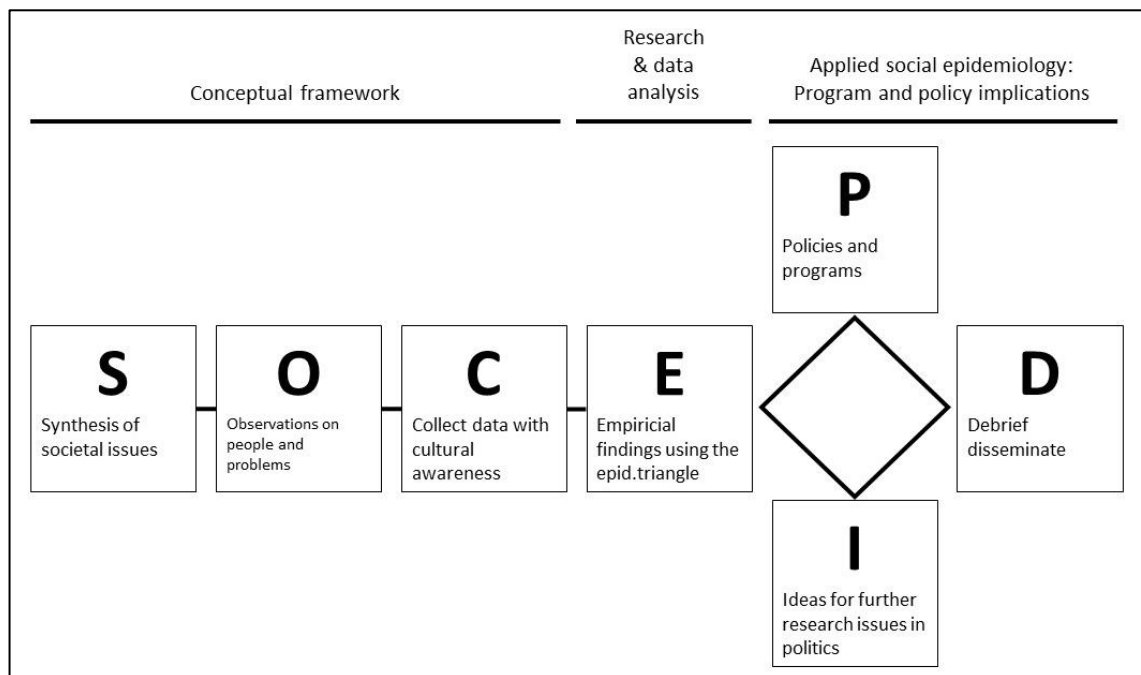 Conceptual framework
Research
& data
analysis
Applied social epidemiology:
Program and policy implications
S
Synthesis of
societal issues
O
Observations on
people and
problems
C
Collect data with
cultural
awareness
E
Empiricial
findings using the
epid.triangle
P
Policies and
programs
I
Ideas for further
research issues in
politics
D
Debrief
disseminate